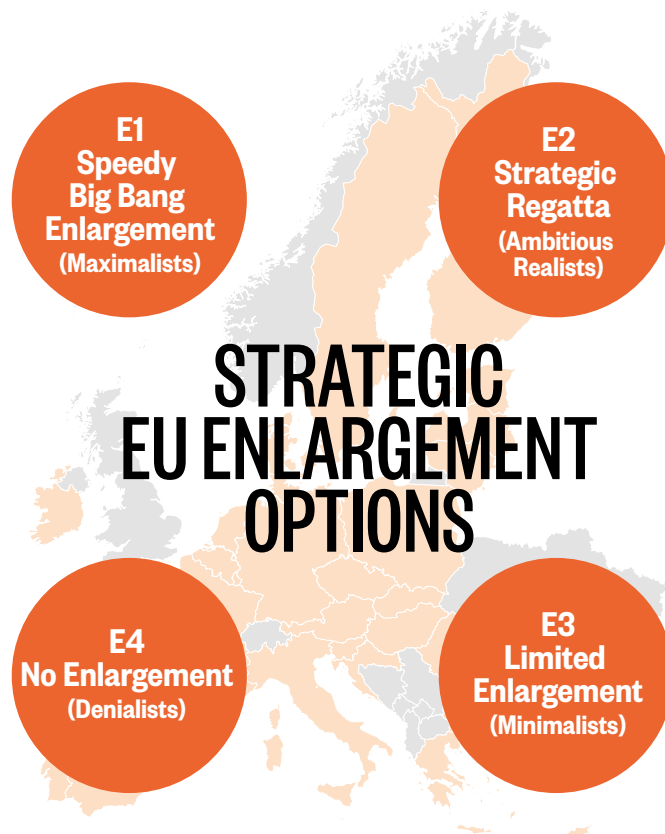 E1
Speedy
Big Bang
Enlargement
(Maximalists)
E2
Strategic
Regatta
(Ambitious
Realists)
STRATEGIC
EU ENLARGEMENT
OPTIONS
E4
No Enlargement
(Denialists)
E3
Limited
Enlargement
(Minimalists)